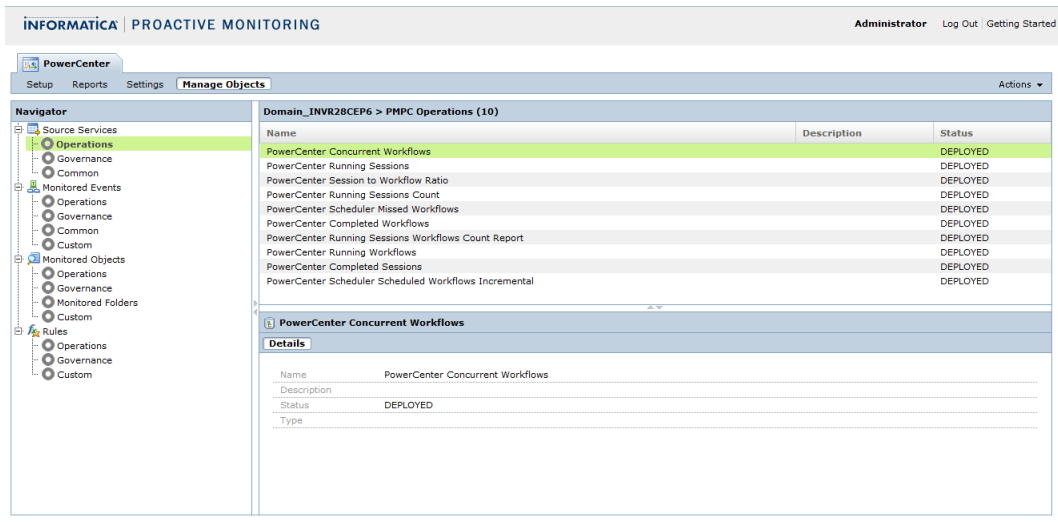 INFORMATICA PROACTIVE MONITORING
Administrator Log Out Getting Started
PowerCenter
Setup Reports Settings Manage Objects Actions
Navigator
Source Services
Operations
Governance
Common
Monitored Events
Operations
Governance
Common
Custom
Monitored Objects
Operations
Governance
Monitored Folders
Custom
Rules
Operations
Governance
Custom
Domain_INVR28CEP6 > PMPC Operations (10)
Name Description Status
PowerCenter Concurrent Workflows DEPLOYED
PowerCenter Running Sessions DEPLOYED
PowerCenter Session to Workflow Ratio DEPLOYED
PowerCenter Running Sessions Count DEPLOYED
PowerCenter Scheduler Missed Workflows DEPLOYED
PowerCenter Completed Workflows DEPLOYED
PowerCenter Running Sessions Workflows Count Report DEPLOYED
PowerCenter Running Workflows DEPLOYED
PowerCenter Completed Sessions DEPLOYED
PowerCenter Scheduler Scheduled Workflows Incremental DEPLOYED
PowerCenter Concurrent Workflows
Details
Name PowerCenter Concurrent Workflows
Description
Status DEPLOYED
Type